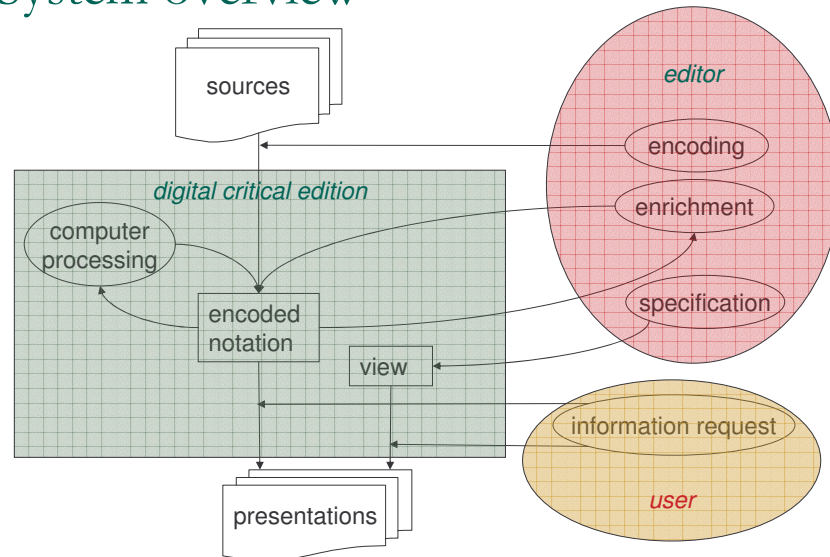 System overview
sources
editor
encoding
digital critical edition
enrichment
computer
processing
encoded
notation
specification
view
information request
user
presentations